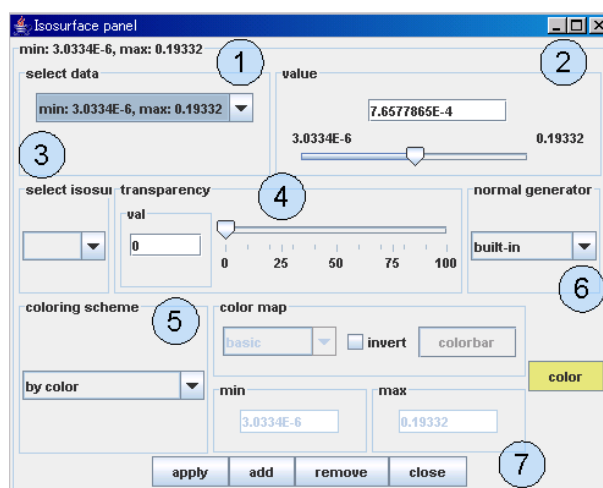 Isosurface panel
min: 3.0334E-6, max: 0.19332
1
2
select data
value
min: 3.0334E-6, max: 0.19332
7.6577865E-4
3.0334E-6
0.19332
3
4
select isosu
transparency
normal generator
val
0
built-in
0 25 50 75 100
6
coloring scheme
5
color map
basic
invert
colorbar
by color
color
min
max
3.0334E-6
0.19332
7
apply
add
remove
close